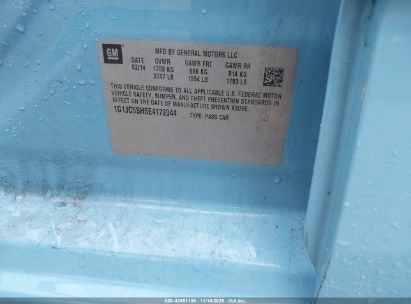 GM
MFD BY GENERAL MOTORS LLC
DATE GVWR GAWR FRT GAWR RR
02/14 1700 KG 886 KG 814 KG
3747 LB 1954 LB 1793 LB
THIS VEHICLE CONFORMS TO ALL APPLICABLE U.S. FEDERAL MOTOR
VEHICLE SAFETY, BUMPER, AND THEFT PREVENTION STANDARDS IN
EFFECT ON THE DATE OF MANUFACTURE SHOWN ABOVE.
1G1JC5SH5E4172044
TYPE: PASS CAR